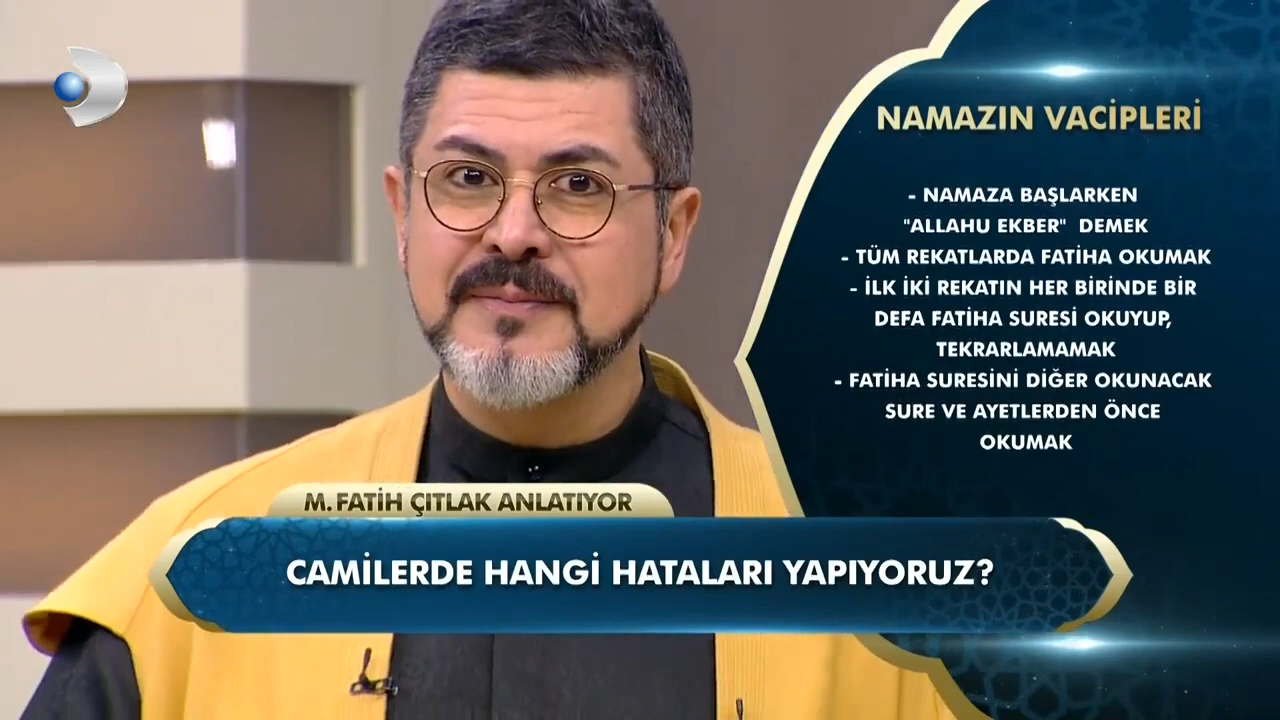 NAMAZIN VACİPLERİ
- NAMAZA BAŞLARKEN
"ALLAHU EKBER" DEMEK
- TÜM REKATLARDA FATİHA OKUMAK
- İLK İKİ REKATIN HER BİRİNDE BİR
DEFA FATİHA SURESİ OKUYUP,
TEKRARLAMAMAK
- FATİHA SURESİNİ DİĞER OKUNACAK
SURE VE AYETLERDEN ÖNCE
OKUMAK
M. FATİH ÇITLAK ANLATIYOR
CAMİLERDE HANGİ HATALARI YAPIYORUZ?